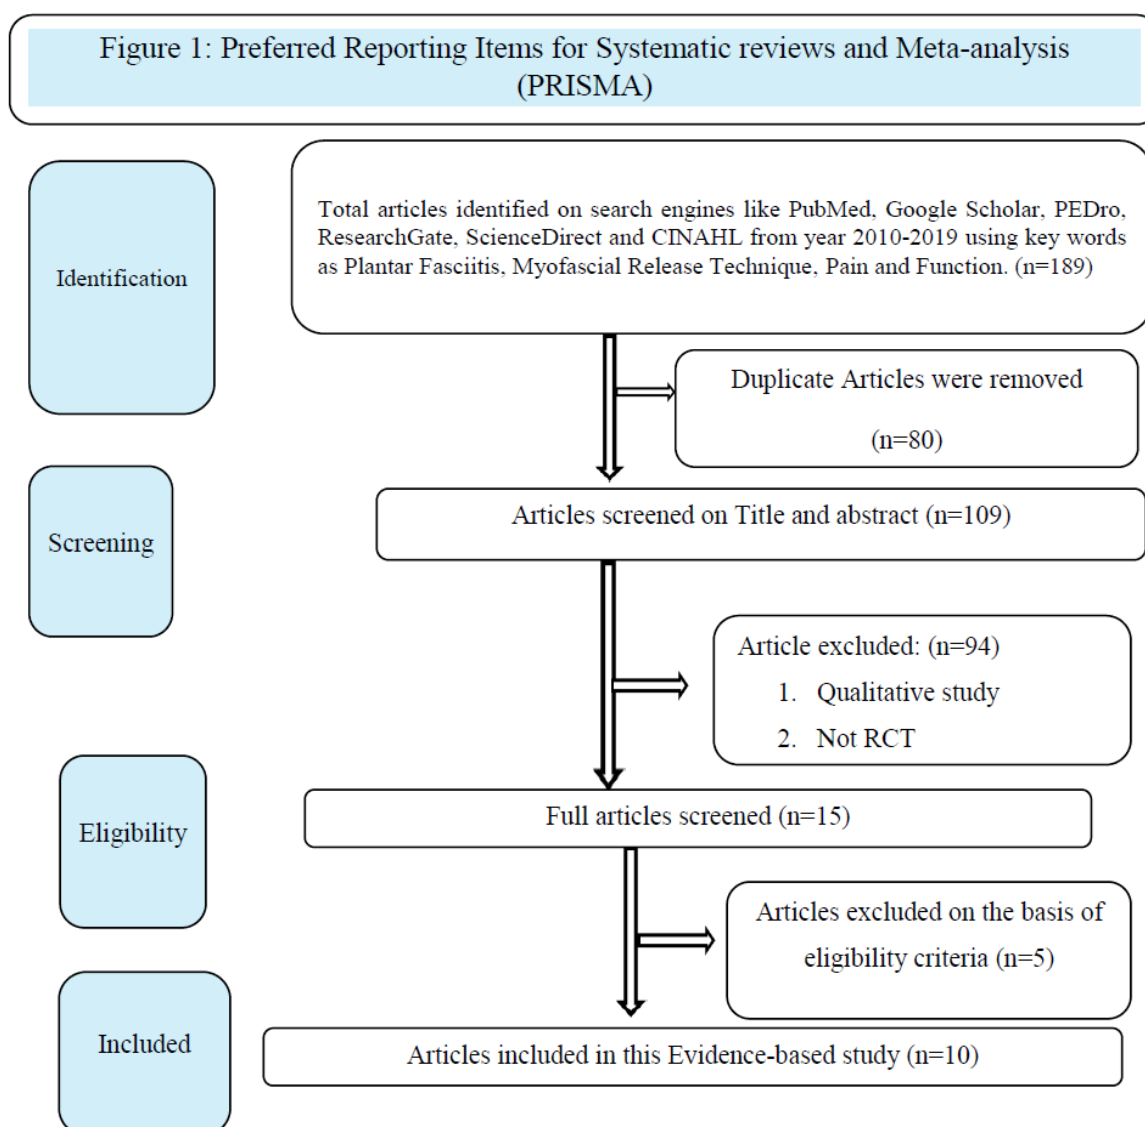 Figure 1: Preferred Reporting Items for Systematic reviews and Meta-analysis
(PRISMA)
Identification
Total articles identified on search engines like PubMed, Google Scholar, PEDro,
ResearchGate, ScienceDirect and CINAHL from year 2010-2019 using key words
as Plantar Fasciitis, Myofascial Release Technique, Pain and Function. (n=189)
Duplicate Articles were removed
(n=80)
Screening
Articles screened on Title and abstract (n=109)
Article excluded: (n=94)
1. Qualitative study
2. Not RCT
Eligibility
Full articles screened (n=15)
Articles excluded on the basis of
eligibility criteria (n=5)
Included
Articles included in this Evidence-based study (n=10)